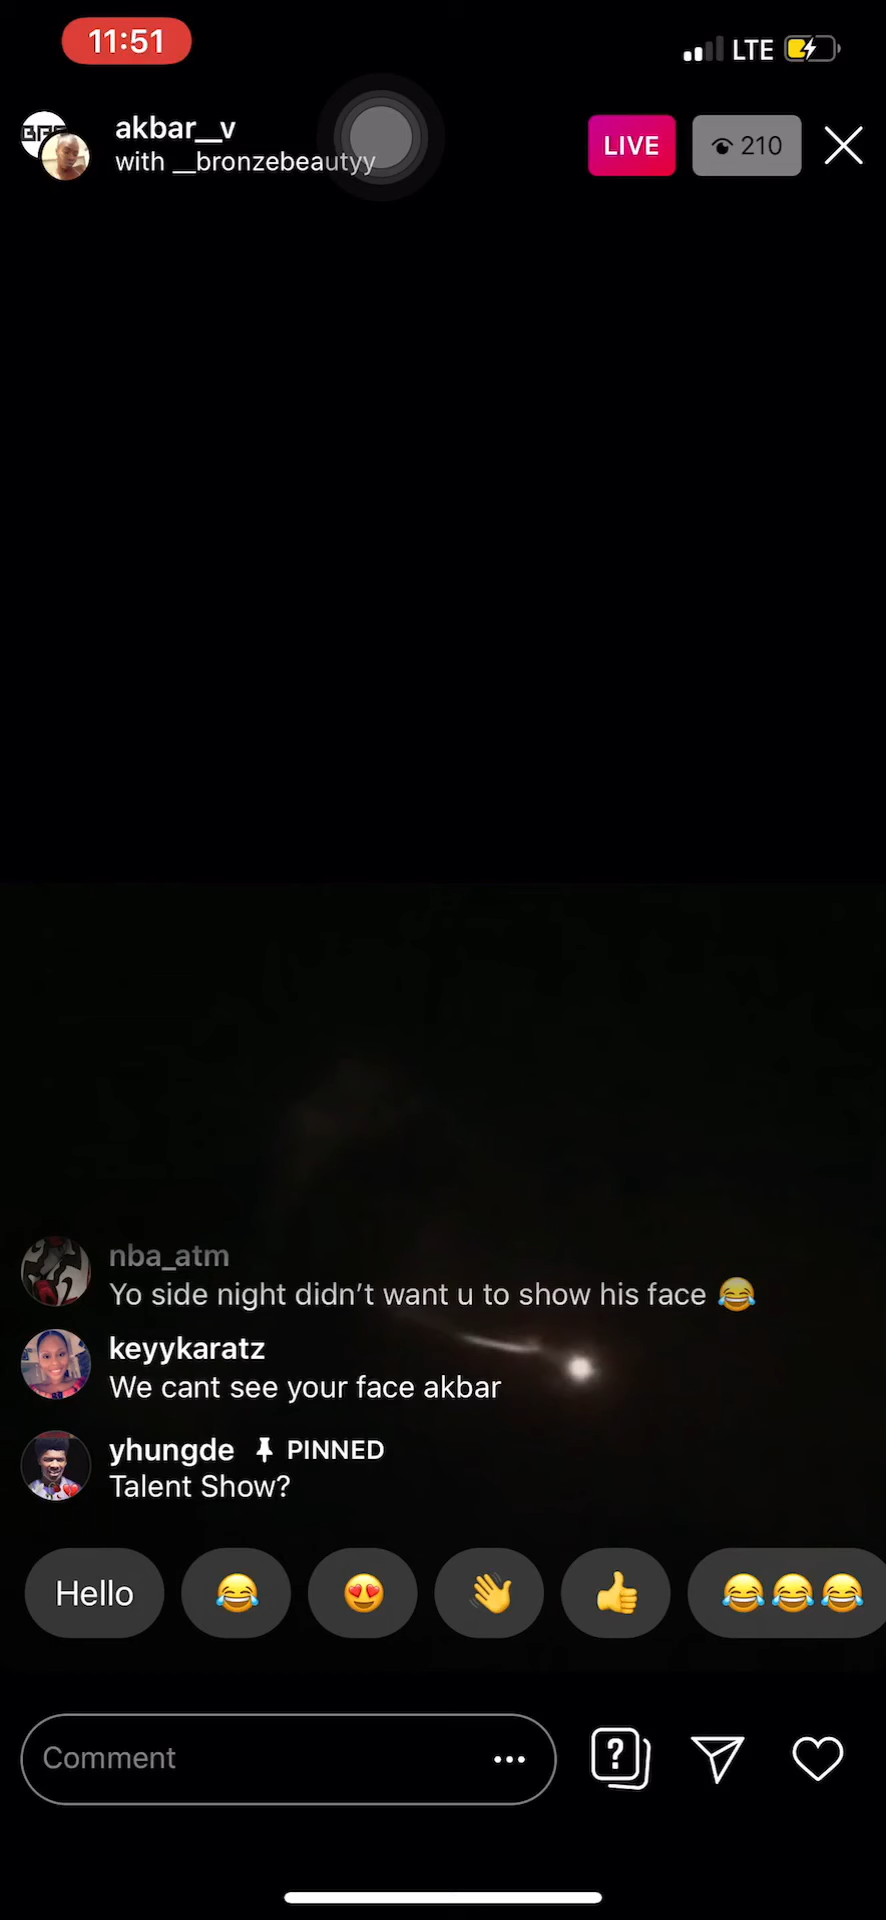 11:51
LTE
akbar__v
with __bronzebeautyy
LIVE
210
nba_atm
Yo side night didn’t want u to show his face 😂
keyykaratz
We cant see your face akbar
yhungde PINNED
Talent Show?
Hello 😂 😍 👋 👍 😂😂😂
Comment
?